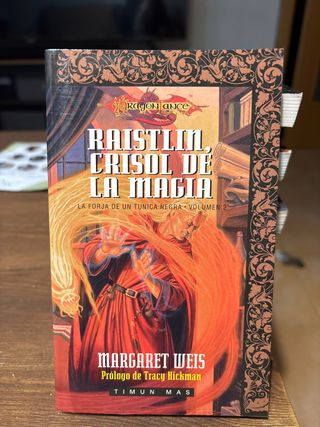 DragonLance
RAISTLIN,
CRISOL DE
LA MAGIA
LA FORJA DE UN TÚNICA NEGRA • VOLUMEN
MARGARET WEIS
Prólogo de Tracy Hickman
TIMUN MAS